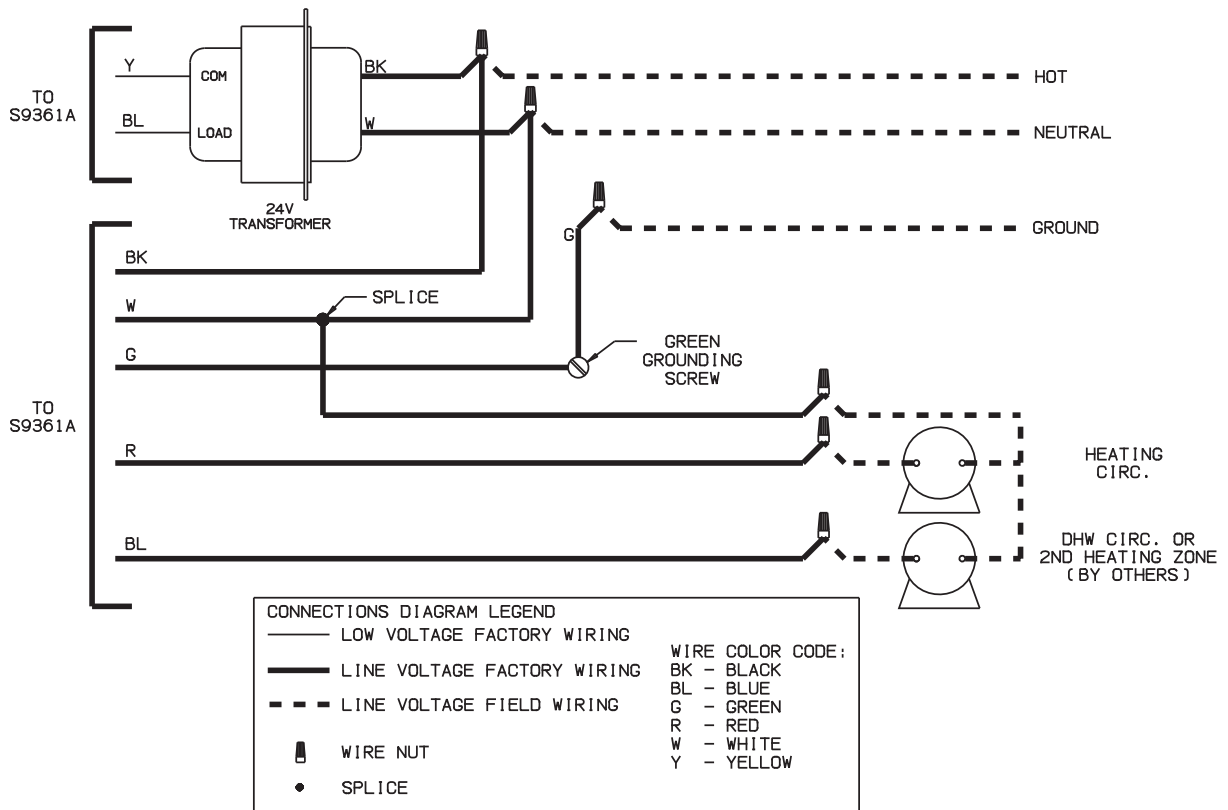 TO
S9361A
Y
BL
COM
LOAD
BK
W
24V
TRANSFORMER
HOT
NEUTRAL
GROUND
G
TO
S9361A
BK
W
SPLICE
G
GREEN
GROUNDING
SCREW
R
BL
HEATING
CIRC.
DHW CIRC. OR
2ND HEATING ZONE
(BY OTHERS)
CONNECTIONS DIAGRAM LEGEND
LOW VOLTAGE FACTORY WIRING
LINE VOLTAGE FACTORY WIRING
LINE VOLTAGE FIELD WIRING
WIRE NUT
SPLICE
WIRE COLOR CODE:
BK - BLACK
BL - BLUE
G - GREEN
R - RED
W - WHITE
Y - YELLOW